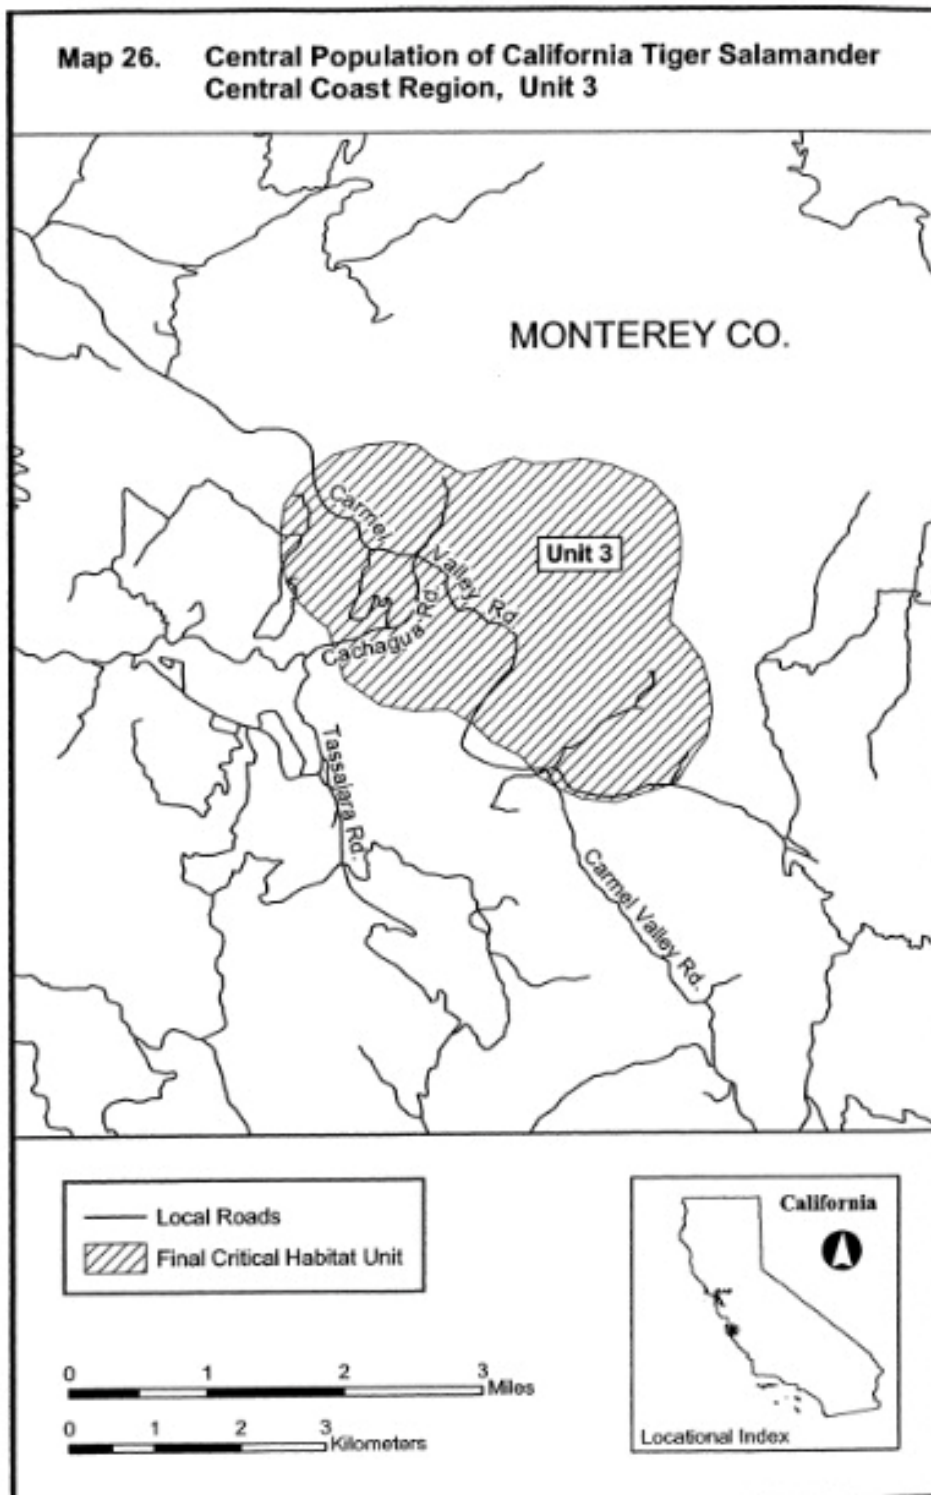 Map 26. Central Population of California Tiger Salamander
Central Coast Region, Unit 3
MONTEREY CO.
Carmel Valley Rd.
Unit 3
Cachagua Rd.
Tassajara Rd.
Carmel Valley Rd.
Local Roads
Final Critical Habitat Unit
California
0 1 2 3 Miles
0 1 2 3 Kilometers
Locational Index